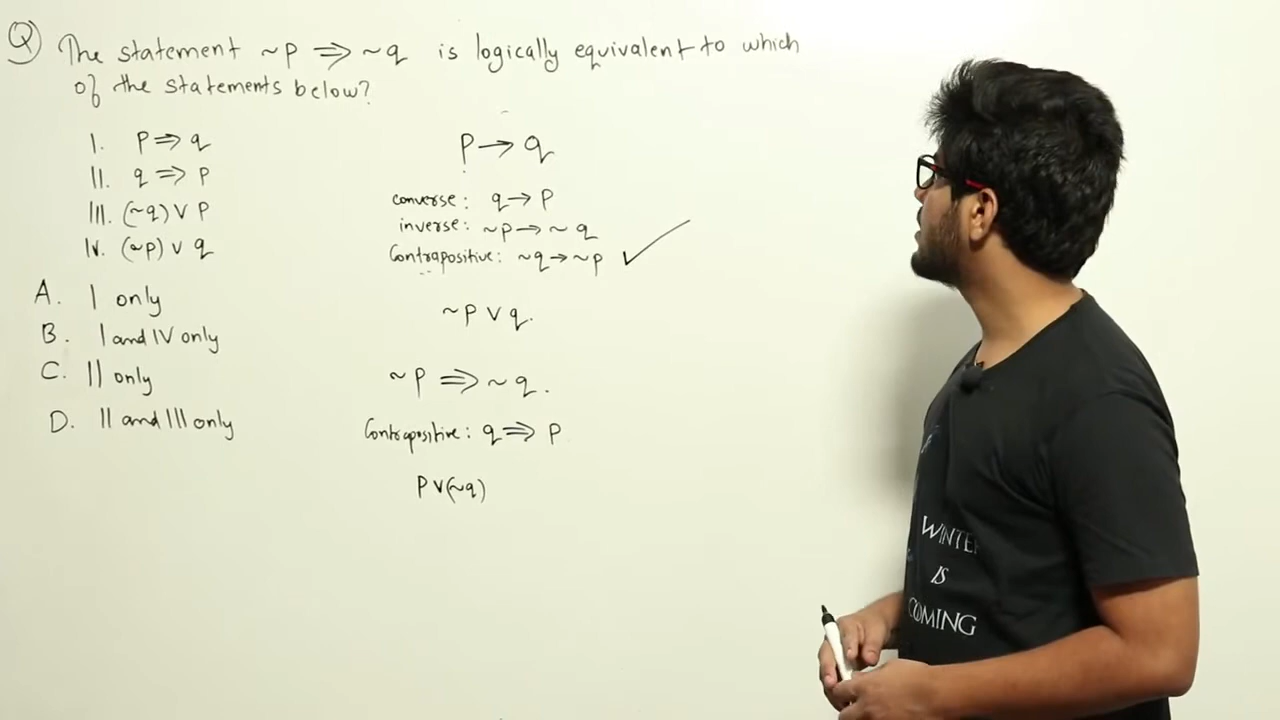 Q The statement ~p ⇒ ~q is logically equivalent to which
of the statements below?
I. p ⇒ q
II. q ⇒ p
III. (~q) ∨ p
IV. (~p) ∨ q
A. I only
B. I and IV only
C. II only
D. II and III only
p → q
converse: q → p
inverse: ~p → ~q
Contrapositive: ~q → ~p ✓
~p ∨ q.
~p ⇒ ~q.
Contrapositive: q ⇒ p
p ∨ (~q)
WINTER
IS
COMING